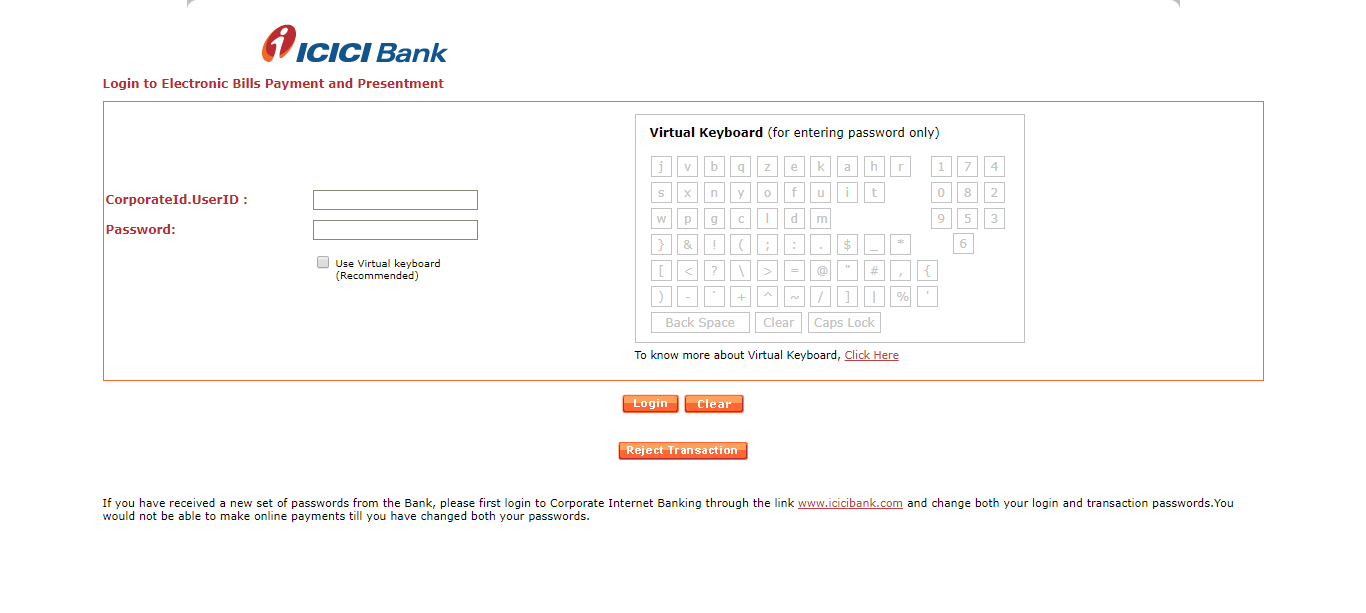 ICICI Bank
Login to Electronic Bills Payment and Presentment
Virtual Keyboard (for entering password only)
j v b q z e k a h r 1 7 4
s x n y o f u i t 0 8 2
w p g c l d m 9 5 3
} & ! ( ; : . $ _ * 6
[ < ? \ > = @ " # , {
) - ` + ^ ~ / ] | % '
Back Space Clear Caps Lock
To know more about Virtual Keyboard, Click Here
CorporateId.UserID :
Password:
Use Virtual keyboard
(Recommended)
Login Clear
Reject Transaction
If you have received a new set of passwords from the Bank, please first login to Corporate Internet Banking through the link www.icicibank.com and change both your login and transaction passwords.You
would not be able to make online payments till you have changed both your passwords.